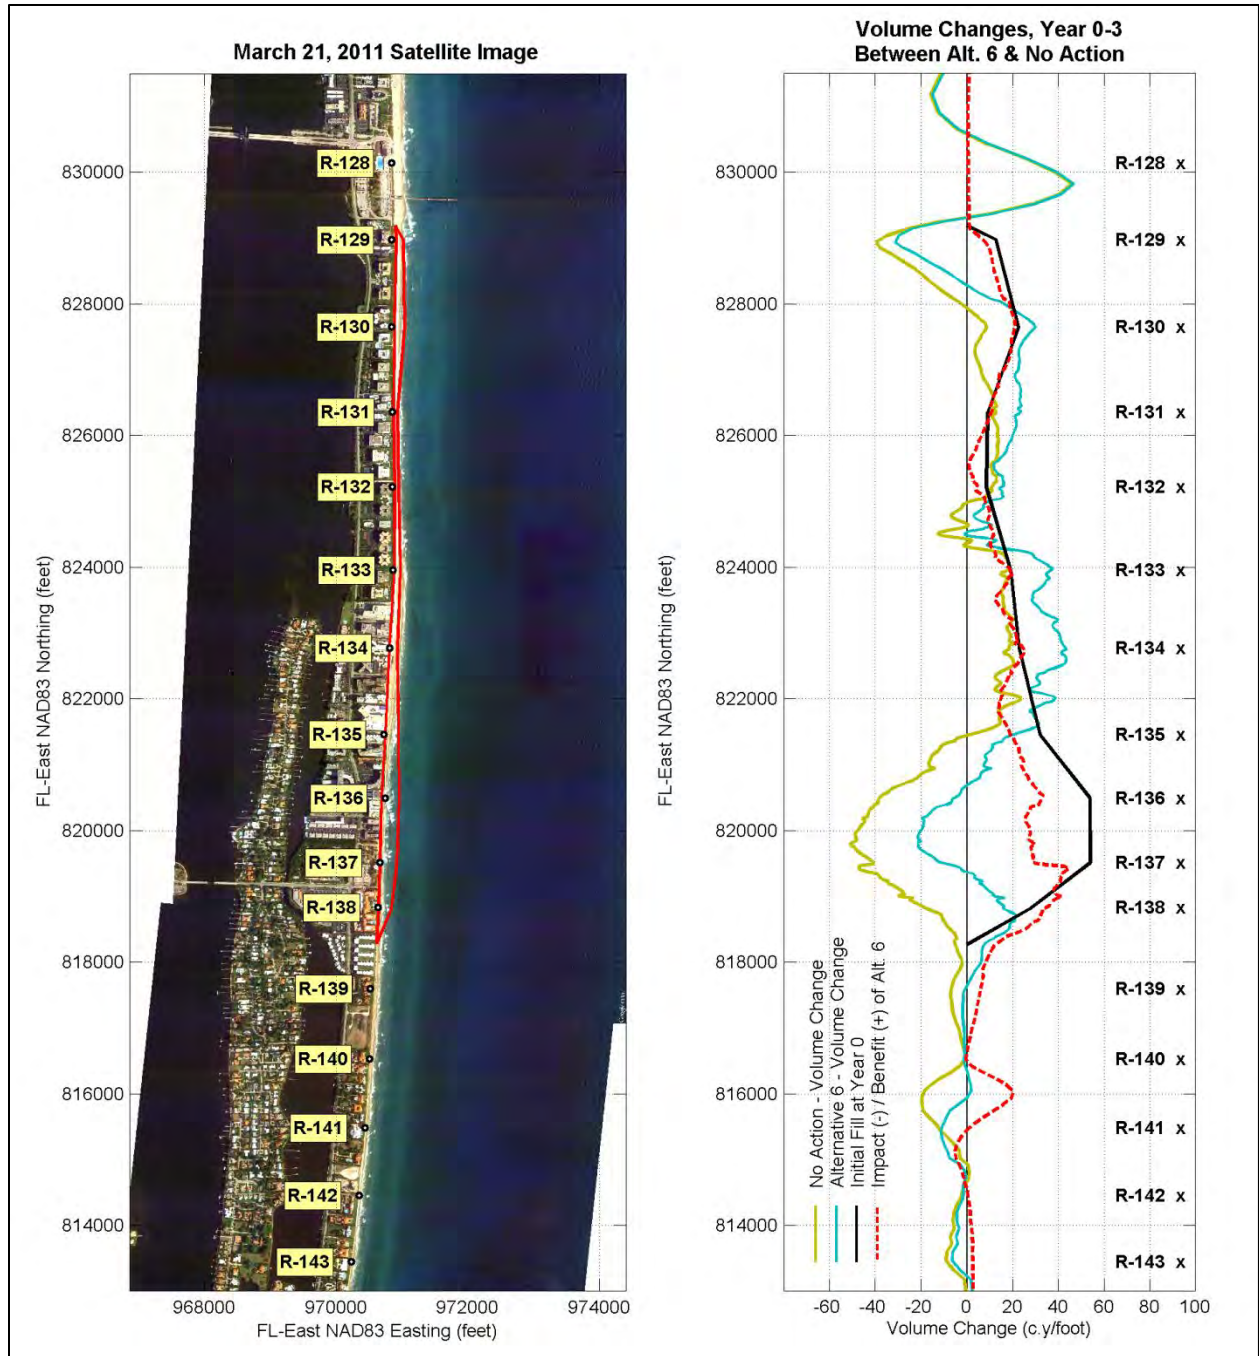 March 21, 2011 Satellite Image
FL-East NAD83 Northing (feet)
830000
828000
826000
824000
822000
820000
818000
816000
814000
R-128
R-129
R-130
R-131
R-132
R-133
R-134
R-135
R-136
R-137
R-138
R-139
R-140
R-141
R-142
R-143
968000 970000 972000 974000
FL-East NAD83 Easting (feet)
Volume Changes, Year 0-3
Between Alt. 6 & No Action
FL-East NAD83 Northing (feet)
830000
828000
826000
824000
822000
820000
818000
816000
814000
R-128 x
R-129 x
R-130 x
R-131 x
R-132 x
R-133 x
R-134 x
R-135 x
R-136 x
R-137 x
R-138 x
R-139 x
R-140 x
R-141 x
R-142 x
R-143 x
No Action - Volume Change
Alternative 6 - Volume Change
Initial Fill at Year 0
Impact (-) / Benefit (+) of Alt. 6
-60 -40 -20 0 20 40 60 80 100
Volume Change (c.y/foot)